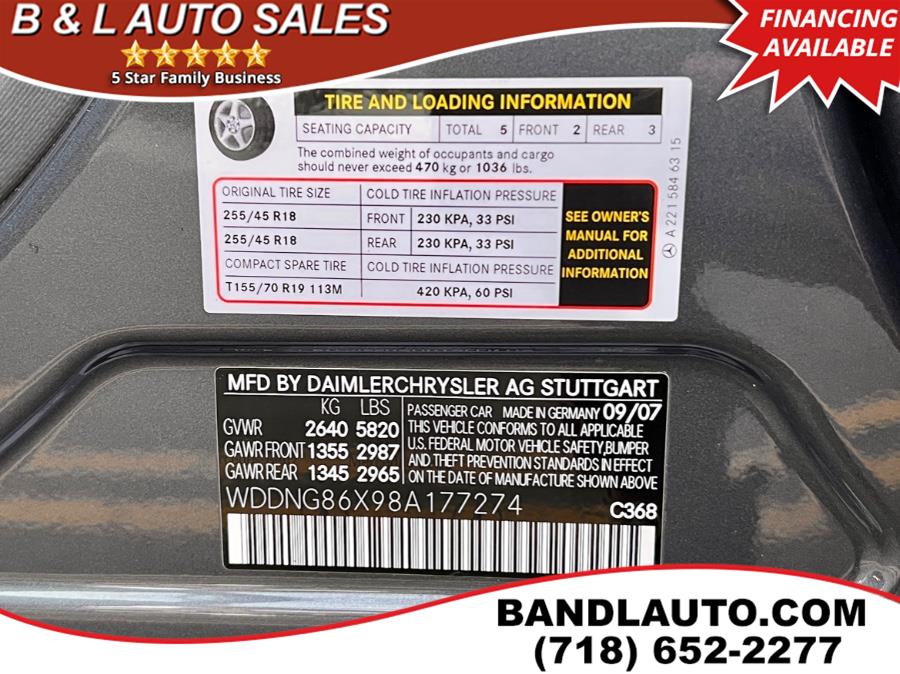 B & L AUTO SALES
5 Star Family Business
FINANCING
AVAILABLE
TIRE AND LOADING INFORMATION
SEATING CAPACITY TOTAL 5 FRONT 2 REAR 3
The combined weight of occupants and cargo
should never exceed 470 kg or 1036 lbs.
ORIGINAL TIRE SIZE COLD TIRE INFLATION PRESSURE
255/45 R18 FRONT 230 KPA, 33 PSI
255/45 R18 REAR 230 KPA, 33 PSI
COMPACT SPARE TIRE COLD TIRE INFLATION PRESSURE
T155/70 R19 113M 420 KPA, 60 PSI
SEE OWNER'S
MANUAL FOR
ADDITIONAL
INFORMATION
A 221 584 63 15
MFD BY DAIMLERCHRYSLER AG STUTTGART
KG LBS
GVWR 2640 5820
GAWR FRONT 1355 2987
GAWR REAR 1345 2965
PASSENGER CAR MADE IN GERMANY 09/07
THIS VEHICLE CONFORMS TO ALL APPLICABLE
U.S. FEDERAL MOTOR VEHICLE SAFETY,BUMPER
AND.THEFT PREVENTION STANDARDS IN EFFECT
ON THE DATE OF MANUFACTURE SHOWN ABOVE
WDDNG86X98A177274 C368
BANDLAUTO.COM
(718) 652-2277